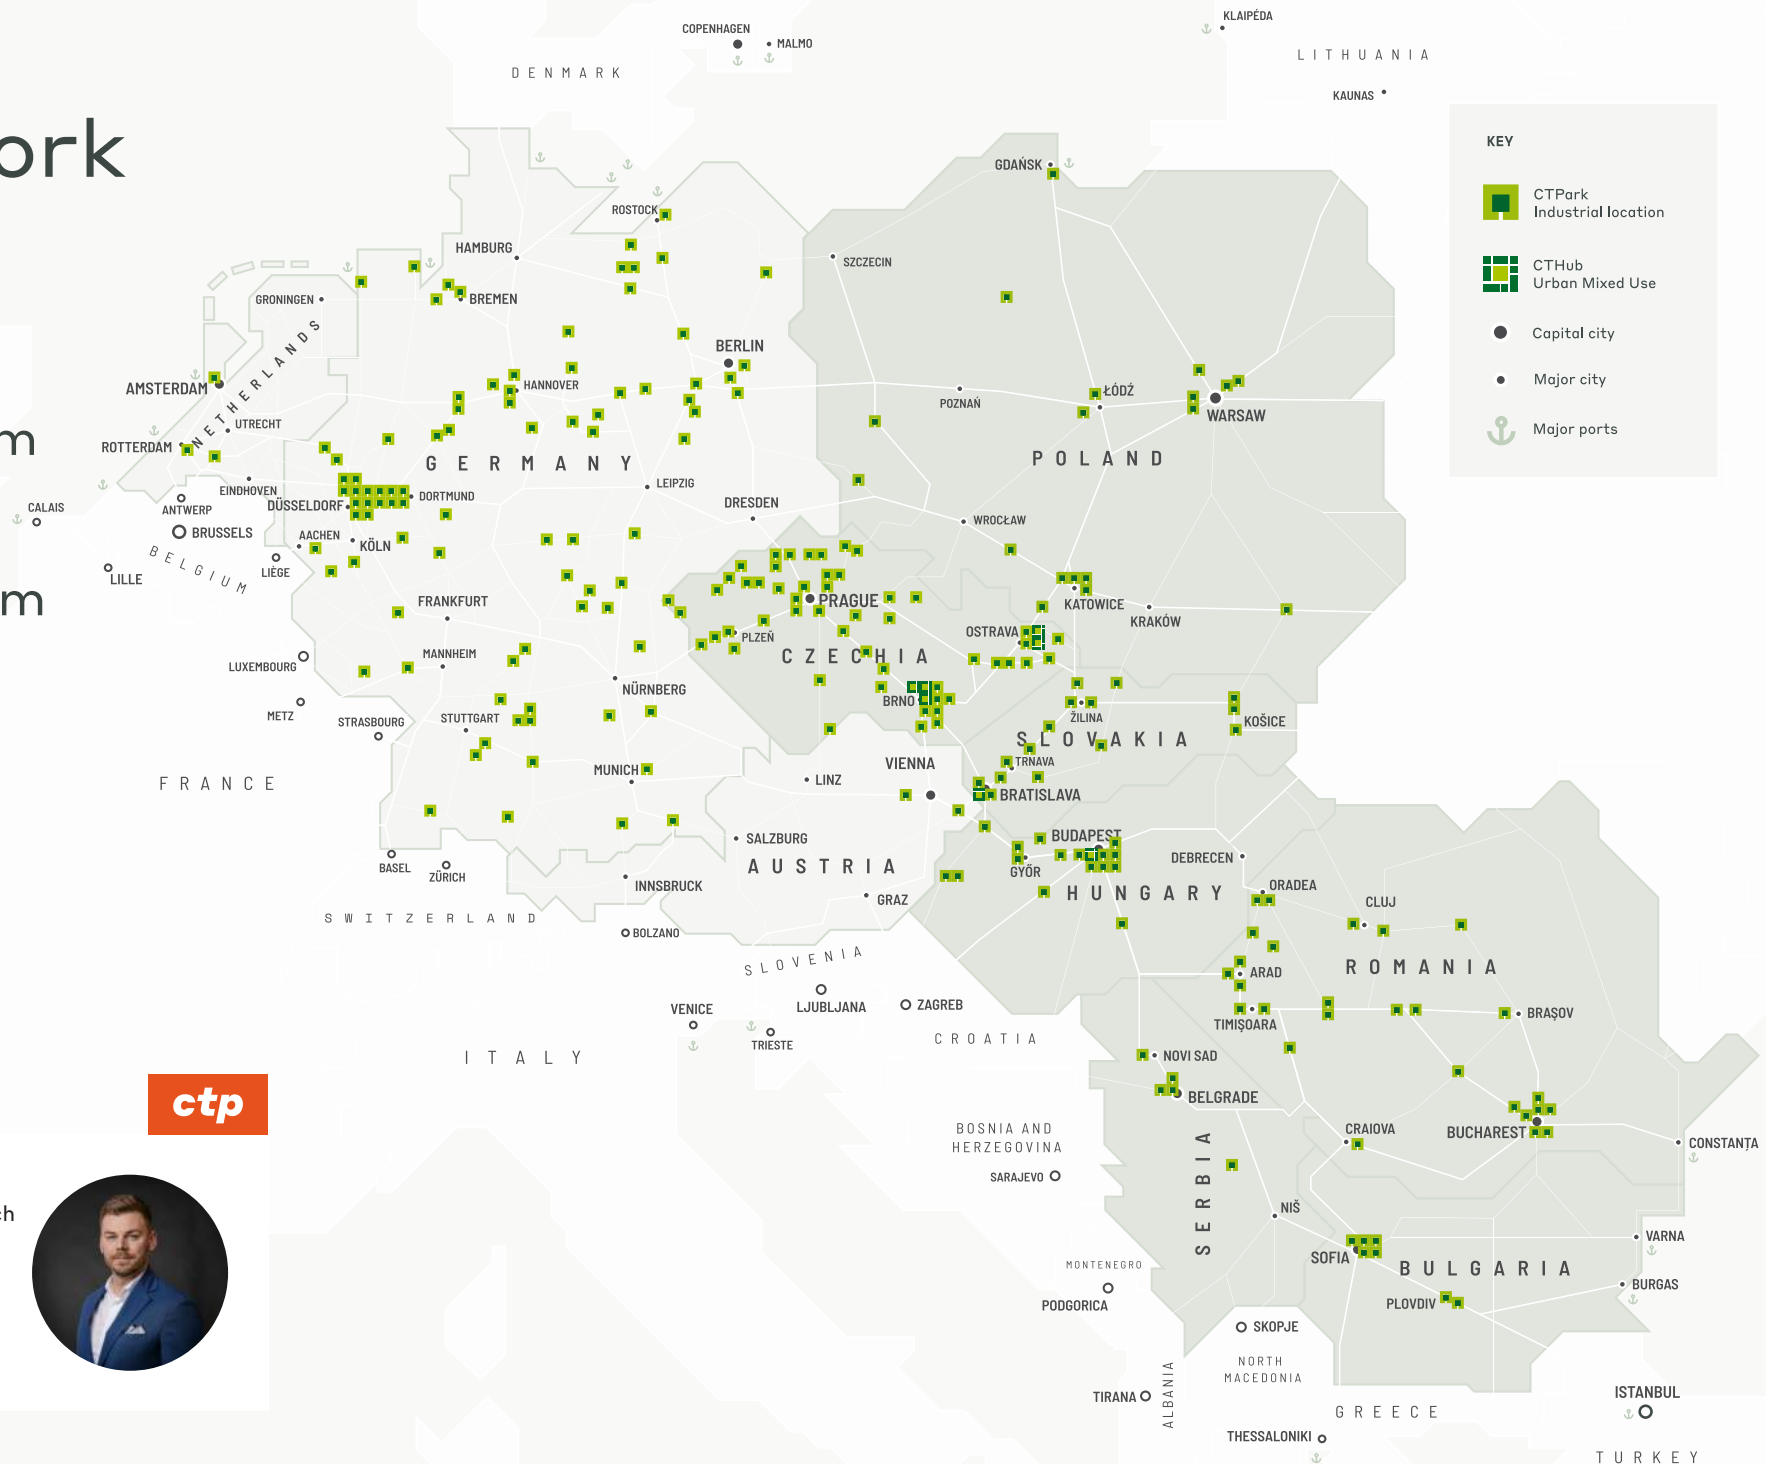 ork
m
m
ch
ctp
KEY
CTPark
Industrial location
CTHub
Urban Mixed Use
Capital city
Major city
Major ports
KLAIPÉDA
LITHUANIA
KAUNAS
COPENHAGEN
MALMO
DENMARK
GDAŃSK
ROSTOCK
HAMBURG
SZCZECIN
GRONINGEN
BREMEN
NETHERLANDS
BERLIN
AMSTERDAM
HANNOVER
POZNAŃ
ŁÓDŹ
WARSAW
UTRECHT
ROTTERDAM
GERMANY
POLAND
EINDHOVEN
LEIPZIG
DORTMUND
CALAIS
ANTWERP
DÜSSELDORF
DRESDEN
WROCŁAW
BRUSSELS
AACHEN
KÖLN
BELGIUM
LIÈGE
LILLE
FRANKFURT
PRAGUE
KATOWICE
KRAKÓW
OSTRAVA
PLZEŇ
CZECHIA
LUXEMBOURG
MANNHEIM
NÜRNBERG
METZ
STRASBOURG
STUTTGART
BRNO
ŽILINA
KOŠICE
SLOVAKIA
VIENNA
TRNAVA
FRANCE
MUNICH
LINZ
BRATISLAVA
SALZBURG
BUDAPEST
DEBRECEN
BASEL
ZÜRICH
AUSTRIA
GYŐR
INNSBRUCK
GRAZ
HUNGARY
ORADEA
CLUJ
SWITZERLAND
BOLZANO
SLOVENIA
ROMANIA
ARAD
LJUBLJANA
ZAGREB
VENICE
TRIESTE
CROATIA
TIMIŞOARA
BRAŞOV
ITALY
NOVI SAD
BELGRADE
BOSNIA AND
HERZEGOVINA
SARAJEVO
SERBIA
CRAIOVA
BUCHAREST
CONSTANŢA
NIŠ
SOFIA
BULGARIA
VARNA
BURGAS
PLOVDIV
MONTENEGRO
PODGORICA
SKOPJE
NORTH
MACEDONIA
TIRANA
ALBANIA
GREECE
THESSALONIKI
ISTANBUL
TURKEY